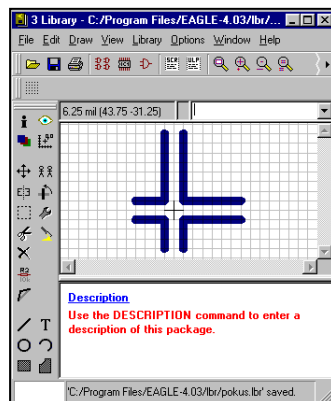 3 Library - C:/Program Files/EAGLE-4.03/lbr/...
File Edit Draw View Library Options Window Help
SCR ULP
6.25 mil (43.75 -31.25)
Description
Use the DESCRIPTION command to enter a
description of this package.
'C:/Program Files/EAGLE-4.03/lbr/pokus.lbr' saved.